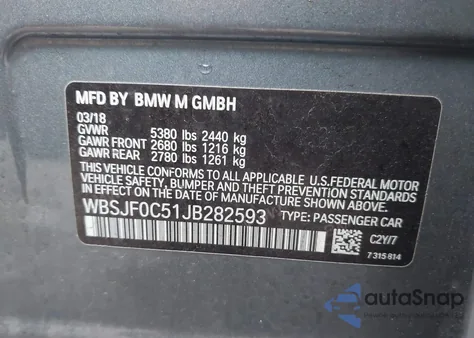 MFD BY BMW M GMBH
03/18
GVWR 5380 lbs 2440 kg
GAWR FRONT 2680 lbs 1216 kg
GAWR REAR 2780 lbs 1261 kg
THIS VEHICLE CONFORMS TO ALL APPLICABLE U.S.FEDERAL MOTOR
VEHICLE SAFETY, BUMPER, AND THEFT PREVENTION STANDARDS IN
EFFECT ON THE DATE OF MANUFACTURE SHOWN ABOVE.
WBSJF0C51JB282593 TYPE: PASSENGER CAR
C2Y/7
7 315 814
autaSnap